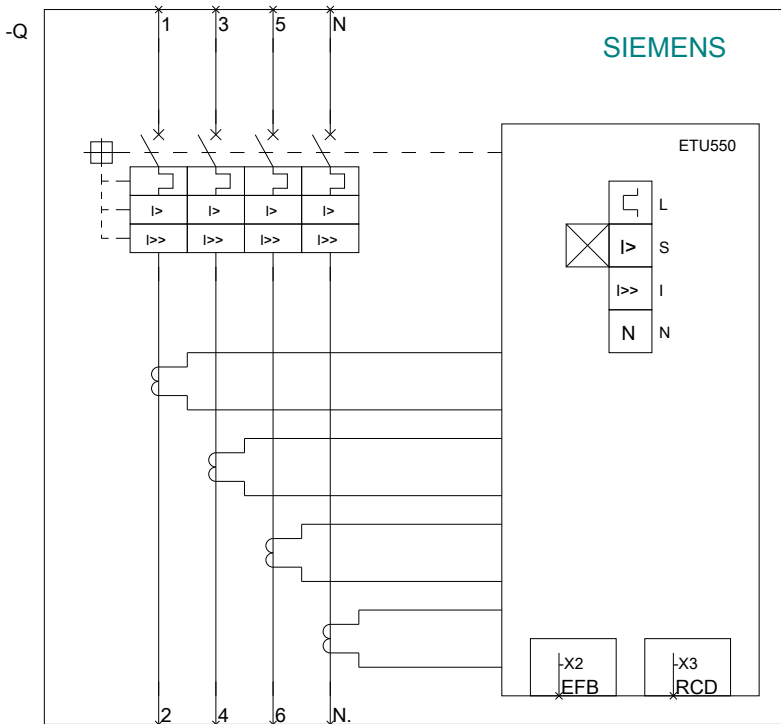 -Q
1 3 5 N
SIEMENS
ETU550
L
I> I> I> I>
I> S
I>> I>> I>> I>>
I>> I
N N
-X2 -X3
EFB RCD
2 4 6 N.